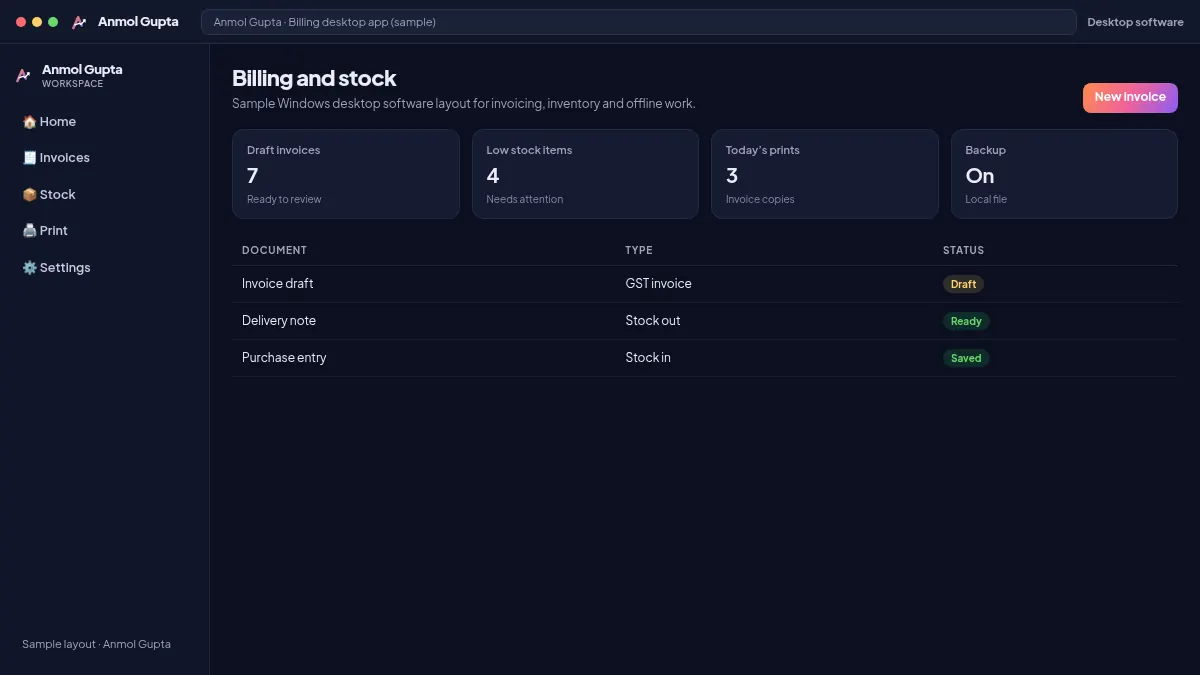 Anmol Gupta
Anmol Gupta · Billing desktop app (sample)
Desktop software
Anmol Gupta
WORKSPACE
Home
Invoices
Stock
Print
Settings
Sample layout · Anmol Gupta
Billing and stock
Sample Windows desktop software layout for invoicing, inventory and offline work.
New invoice
Draft invoices
7
Ready to review
Low stock items
4
Needs attention
Today's prints
3
Invoice copies
Backup
On
Local file
DOCUMENT TYPE STATUS
Invoice draft GST invoice Draft
Delivery note Stock out Ready
Purchase entry Stock in Saved